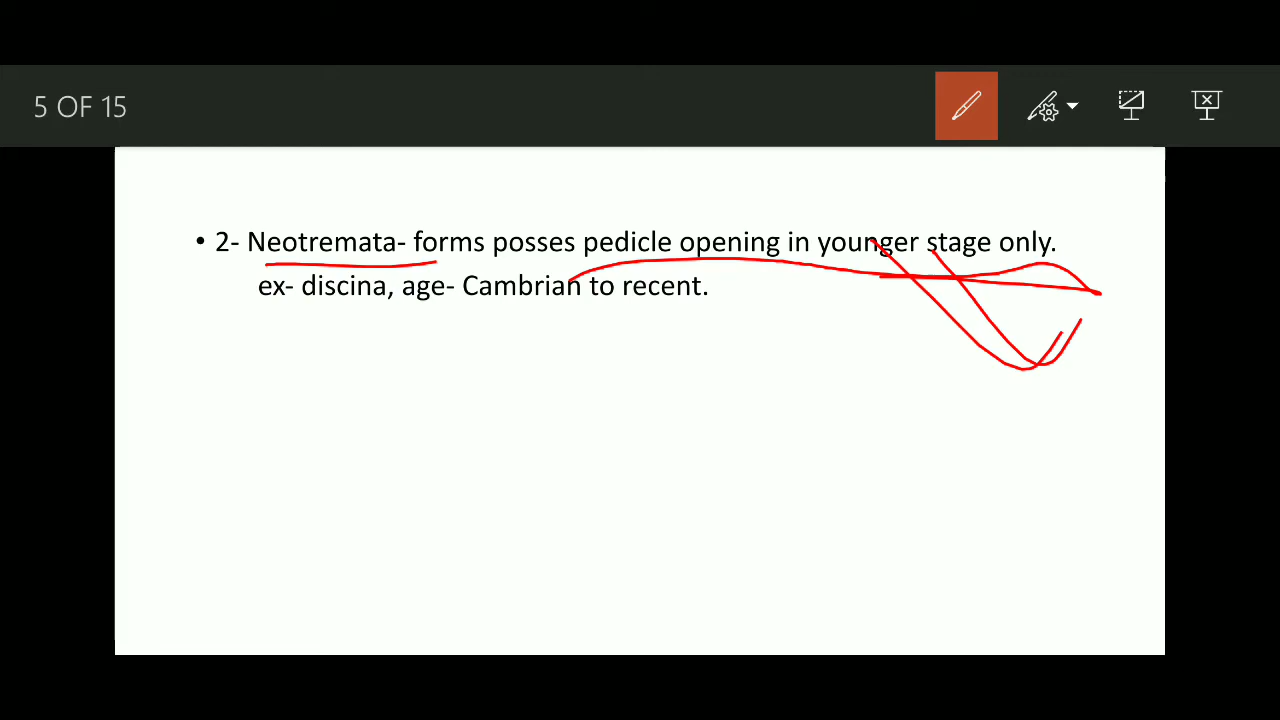 5 OF 15
• 2- Neotremata- forms posses pedicle opening in younger stage only.
ex- discina, age- Cambrian to recent.